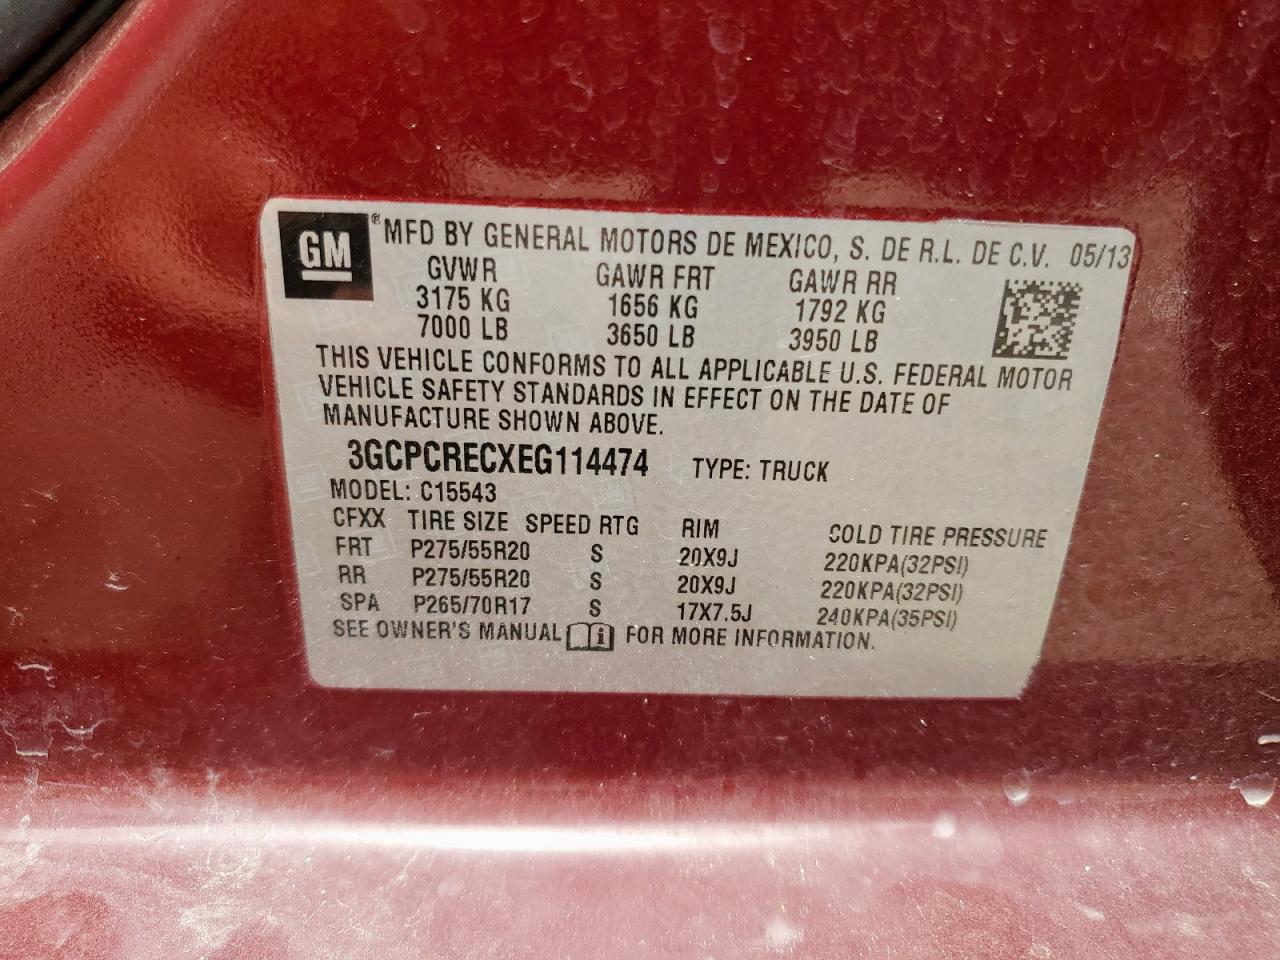 GM ® MFD BY GENERAL MOTORS DE MEXICO, S. DE R.L. DE C.V. 05/13
GVWR GAWR FRT GAWR RR
3175 KG 1656 KG 1792 KG
7000 LB 3650 LB 3950 LB
THIS VEHICLE CONFORMS TO ALL APPLICABLE U.S. FEDERAL MOTOR
VEHICLE SAFETY STANDARDS IN EFFECT ON THE DATE OF
MANUFACTURE SHOWN ABOVE.
3GCPCRECXEG114474 TYPE: TRUCK
MODEL: C15543
CFXX TIRE SIZE SPEED RTG RIM COLD TIRE PRESSURE
FRT P275/55R20 S 20X9J 220KPA(32PSI)
RR P275/55R20 S 20X9J 220KPA(32PSI)
SPA P265/70R17 S 17X7.5J 240KPA(35PSI)
SEE OWNER'S MANUAL i FOR MORE INFORMATION.